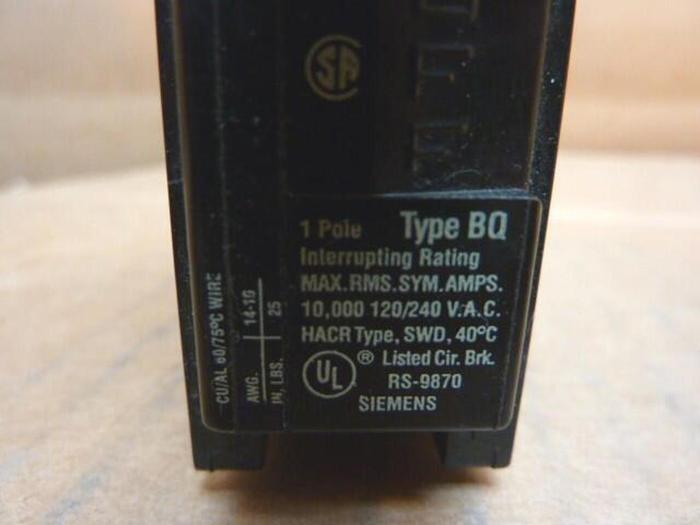 SA
1 Pole Type BQ
Interrupting Rating
MAX.RMS.SYM.AMPS.
10,000 120/240 V.A.C.
HACR Type, SWD, 40°C
UL ® Listed Cir. Brk.
RS-9870
SIEMENS
CU/AL 60/75°C WIRE
AWG. 14-10
IN, LBS. 25